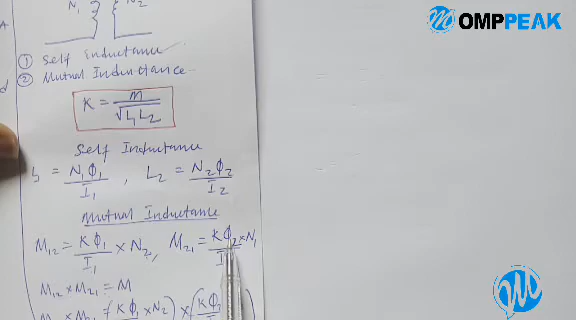 N₁ N₂
① Self Inductance
② Mutual Inductance
K = M/√(L₁L₂)
Self Inductance
L₁ = N₁ϕ₁/I₁ , L₂ = N₂ϕ₂/I₂
Mutual Inductance
M₁₂ = Kϕ₁/I₁ × N₂, M₂₁ = Kϕ₂/I₂ × N₁
M₁₂ × M₂₁ = M
OMPPEAK